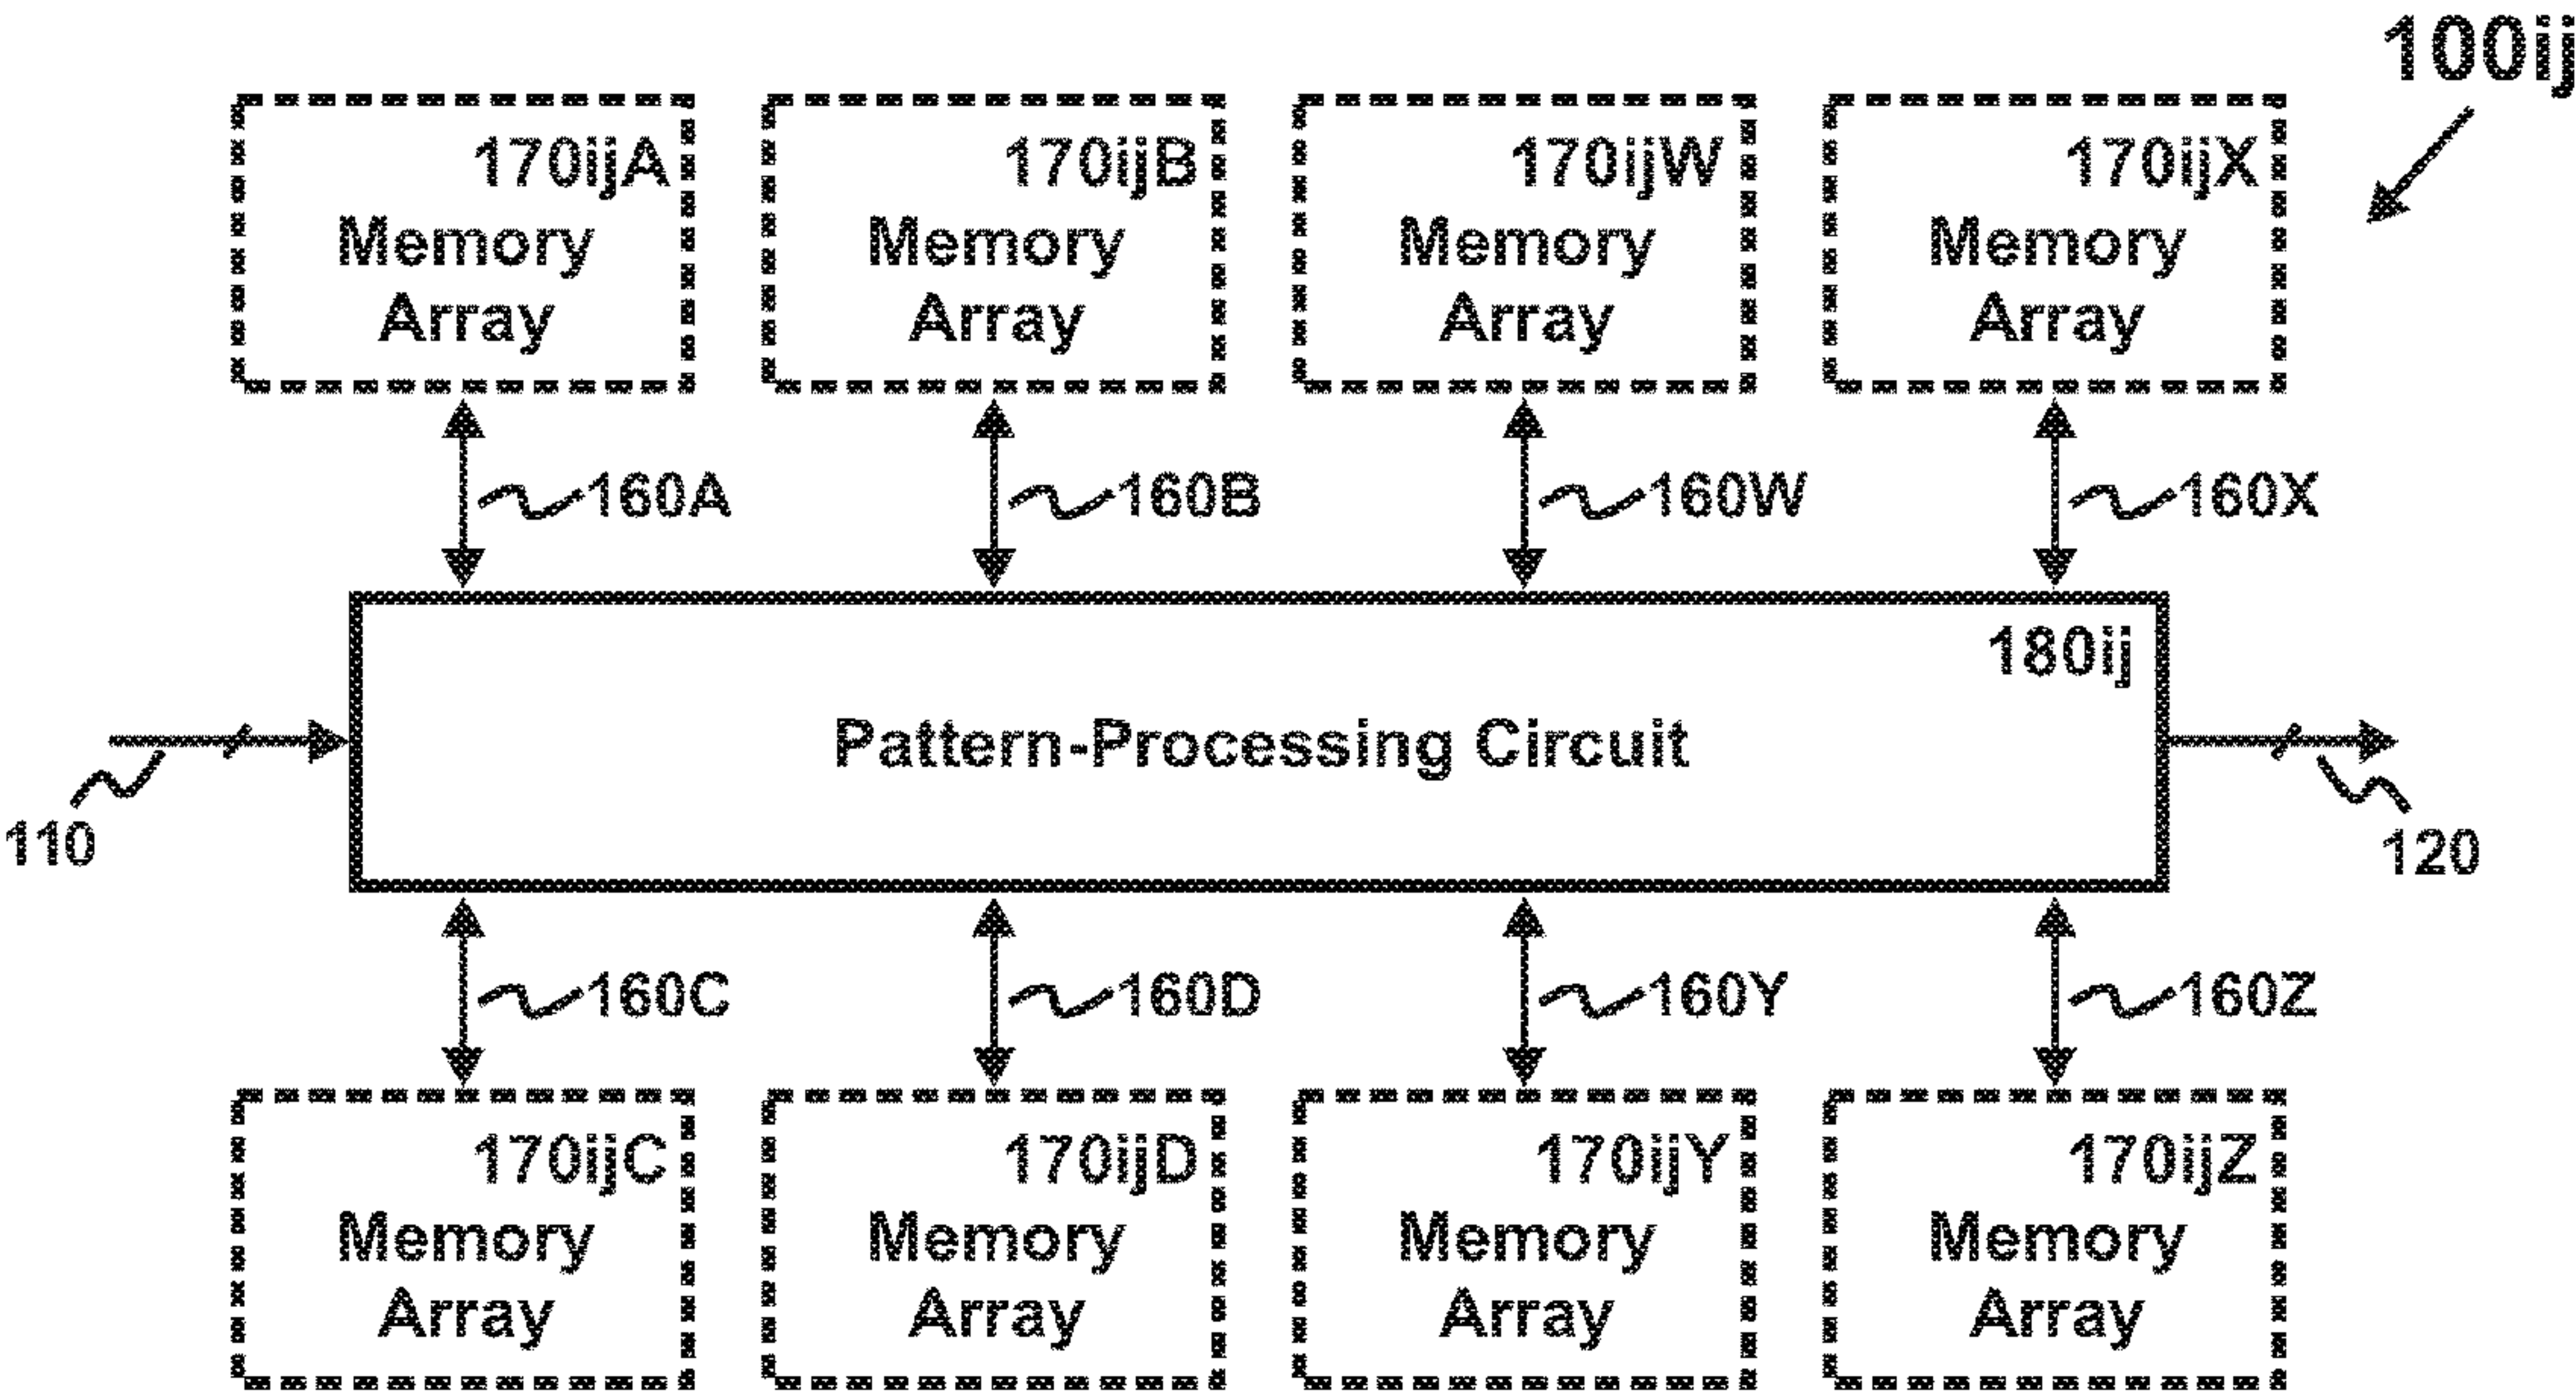 100ij
170ijA
Memory
Array
170ijB
Memory
Array
170ijW
Memory
Array
170ijX
Memory
Array
160A
160B
160W
160X
180ij
Pattern-Processing Circuit
110
120
160C
160D
160Y
160Z
170ijC
Memory
Array
170ijD
Memory
Array
170ijY
Memory
Array
170ijZ
Memory
Array